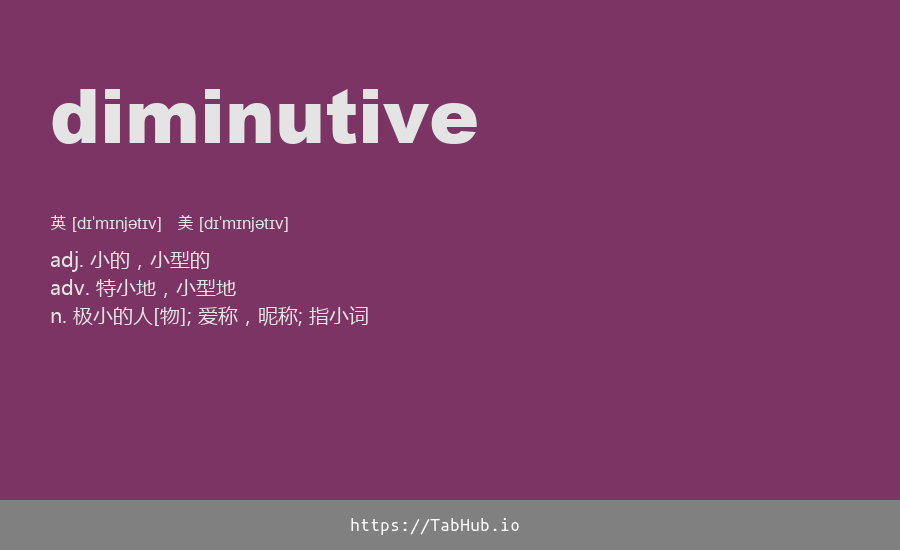 diminutive
英 [dɪˈmɪnjətɪv] 美 [dɪˈmɪnjətɪv]
adj. 小的，小型的
adv. 特小地，小型地
n. 极小的人[物]; 爱称，昵称; 指小词
https://TabHub.io